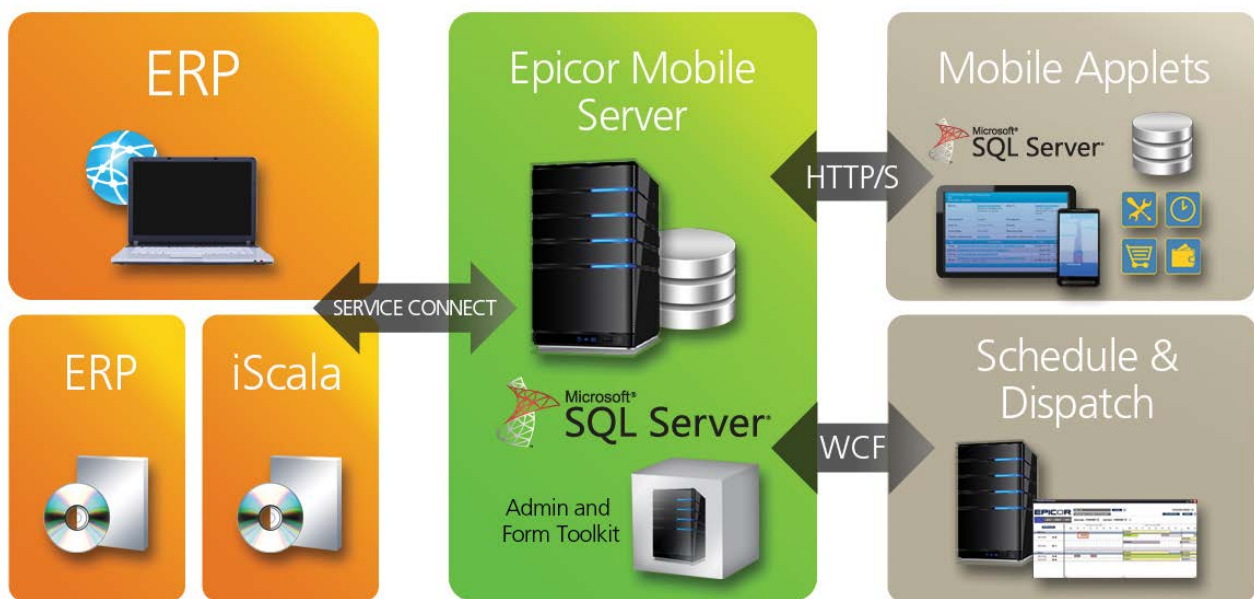 ERP
ERP
iScala
SERVICE CONNECT
Epicor Mobile
Server
Microsoft®
SQL Server®
Admin and
Form Toolkit
HTTP/S
WCF
Mobile Applets
Microsoft®
SQL Server®
Schedule &
Dispatch
EPICOR